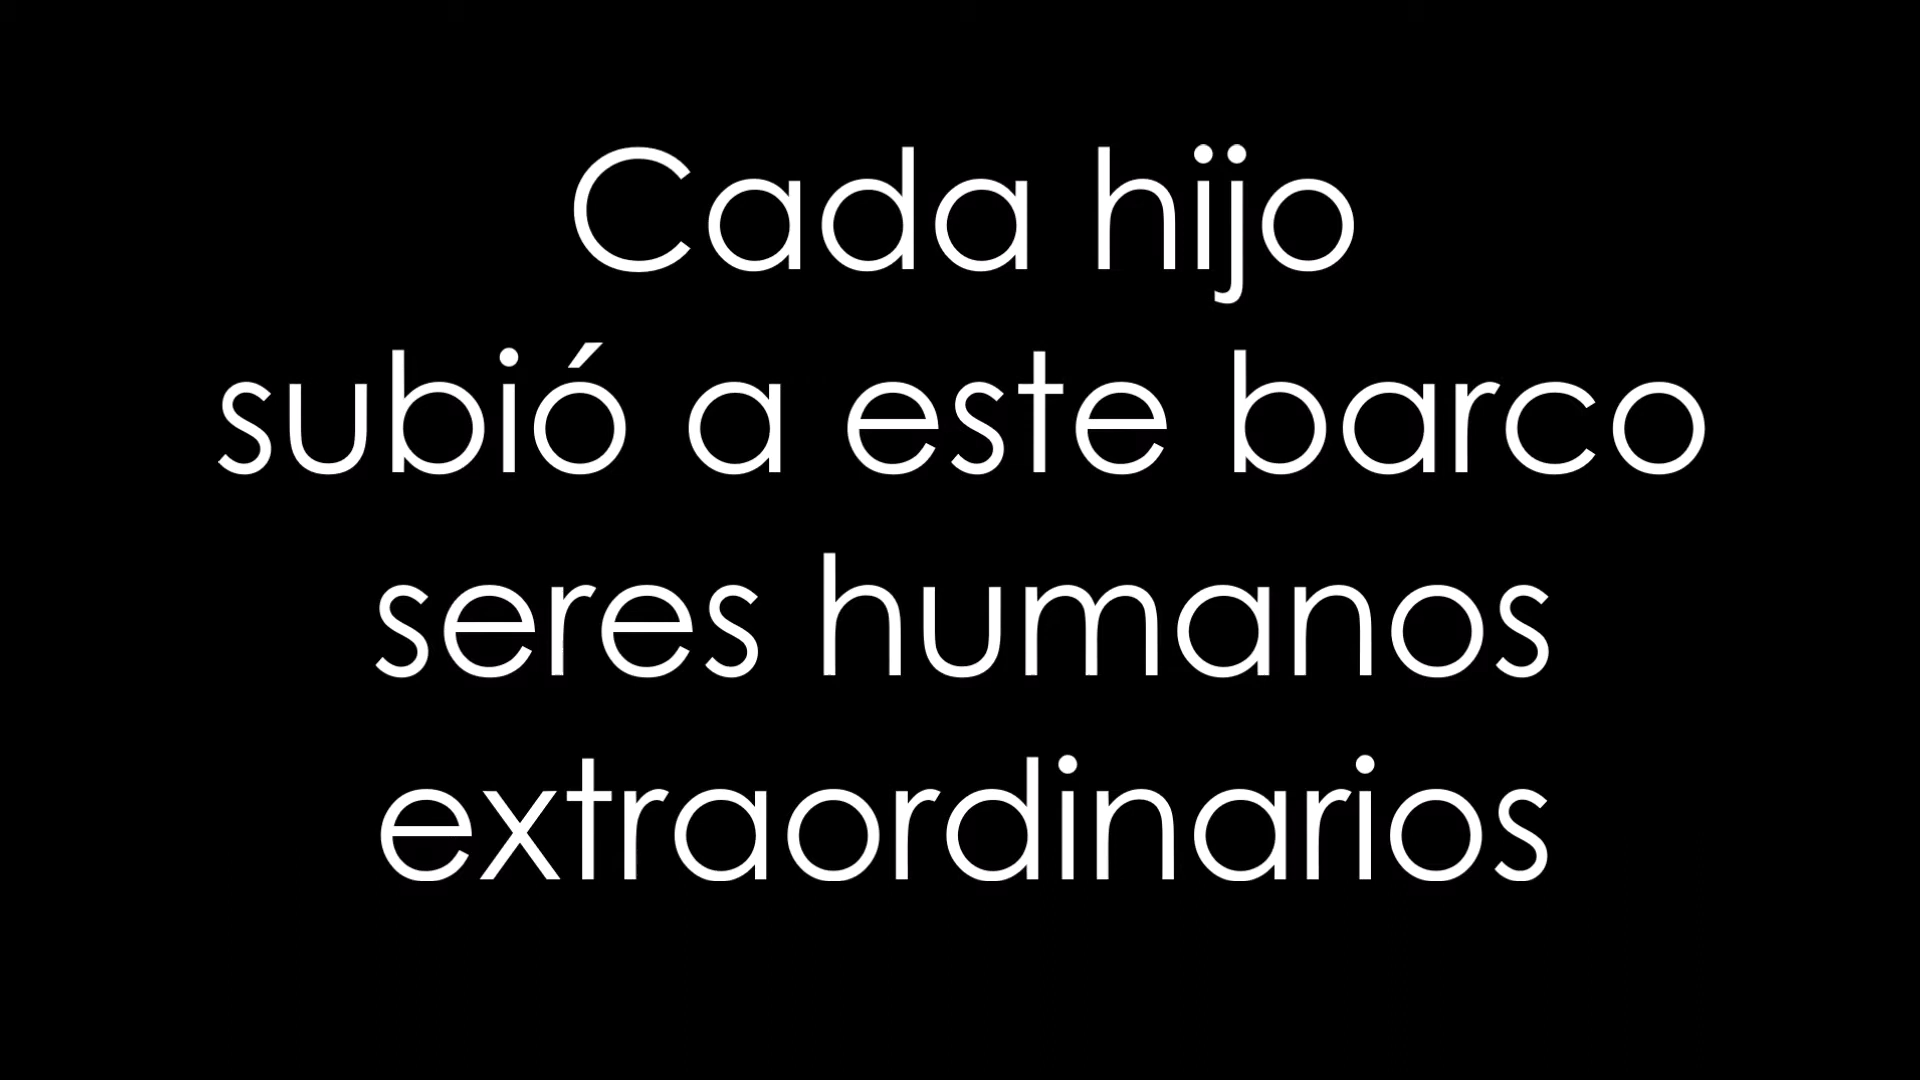 Cada hijo
subió a este barco
seres humanos
extraordinarios